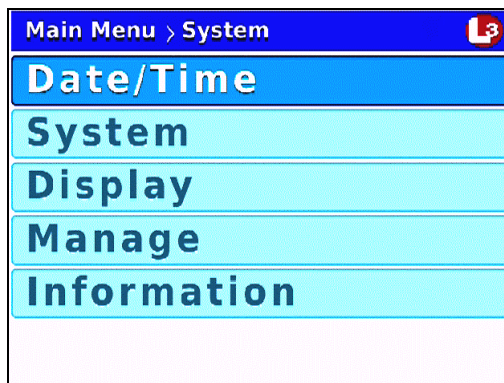 Main Menu > System
L3
Date/Time
System
Display
Manage
Information